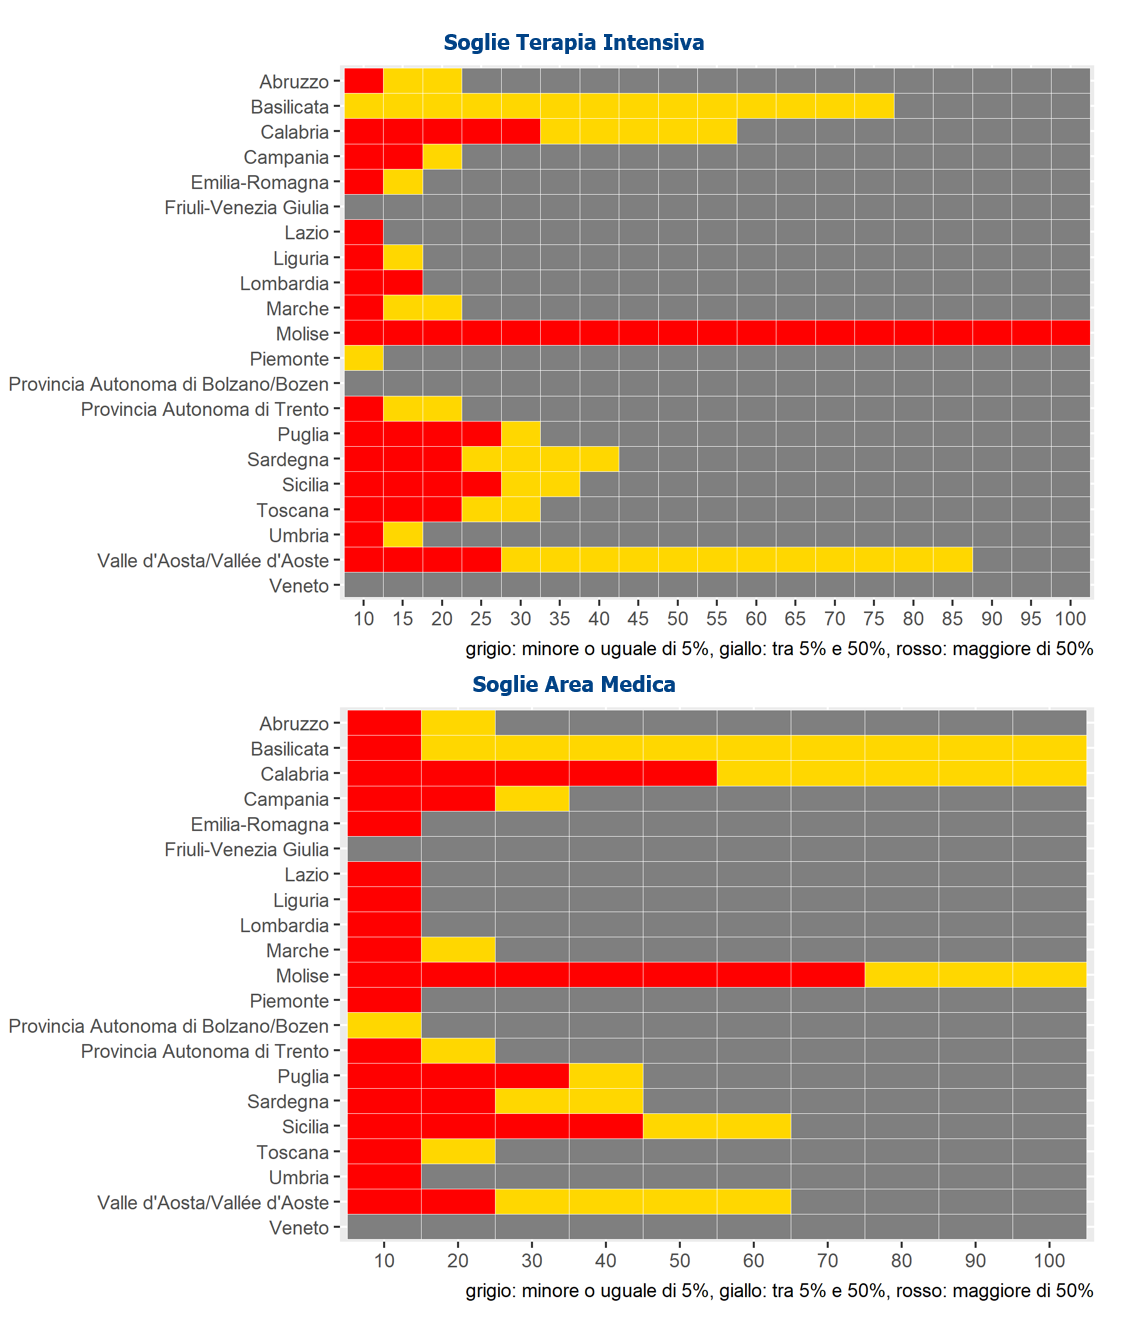 Soglie Terapia Intensiva
Abruzzo
Basilicata
Calabria
Campania
Emilia-Romagna
Friuli-Venezia Giulia
Lazio
Liguria
Lombardia
Marche
Molise
Piemonte
Provincia Autonoma di Bolzano/Bozen
Provincia Autonoma di Trento
Puglia
Sardegna
Sicilia
Toscana
Umbria
Valle d'Aosta/Vallée d'Aoste
Veneto
10 15 20 25 30 35 40 45 50 55 60 65 70 75 80 85 90 95 100
grigio: minore o uguale di 5%, giallo: tra 5% e 50%, rosso: maggiore di 50%
Soglie Area Medica
Abruzzo
Basilicata
Calabria
Campania
Emilia-Romagna
Friuli-Venezia Giulia
Lazio
Liguria
Lombardia
Marche
Molise
Piemonte
Provincia Autonoma di Bolzano/Bozen
Provincia Autonoma di Trento
Puglia
Sardegna
Sicilia
Toscana
Umbria
Valle d'Aosta/Vallée d'Aoste
Veneto
10 20 30 40 50 60 70 80 90 100
grigio: minore o uguale di 5%, giallo: tra 5% e 50%, rosso: maggiore di 50%